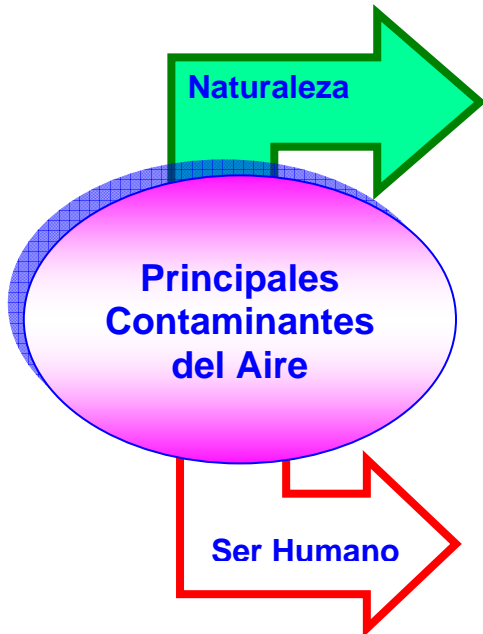 Naturaleza
Principales
Contaminantes
del Aire
Ser Humano